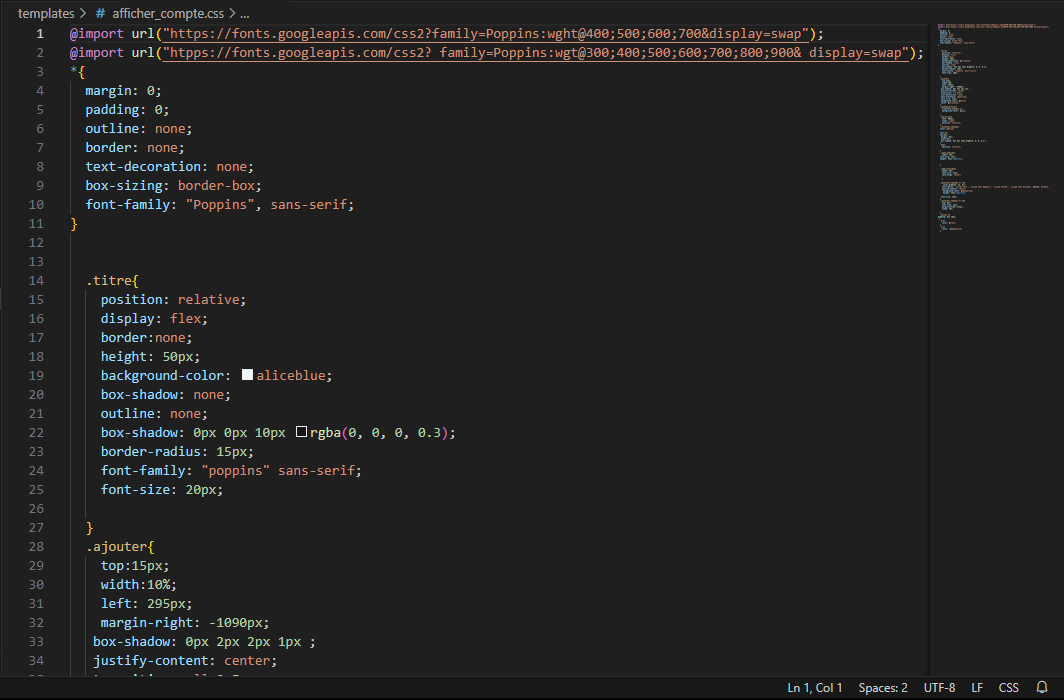 templates > # afficher_compte.css > ...
1 @import url("https://fonts.googleapis.com/css2?family=Poppins:wght@400;500;600;700&display=swap");
2 @import url("https://fonts.googleapis.com/css2? family=Poppins:wgt@300;400;500;600;700;800;900& display=swap");
3 *{
4 margin: 0;
5 padding: 0;
6 outline: none;
7 border: none;
8 text-decoration: none;
9 box-sizing: border-box;
10 font-family: "Poppins", sans-serif;
11 }
12
13
14 .titre{
15 position: relative;
16 display: flex;
17 border:none;
18 height: 50px;
19 background-color: aliceblue;
20 box-shadow: none;
21 outline: none;
22 box-shadow: 0px 0px 10px rgba(0, 0, 0, 0.3);
23 border-radius: 15px;
24 font-family: "poppins" sans-serif;
25 font-size: 20px;
26
27 }
28 .ajouter{
29 top:15px;
30 width:10%;
31 left: 295px;
32 margin-right: -1090px;
33 box-shadow: 0px 2px 2px 1px ;
34 justify-content: center;
Ln 1, Col 1 Spaces: 2 UTF-8 LF CSS